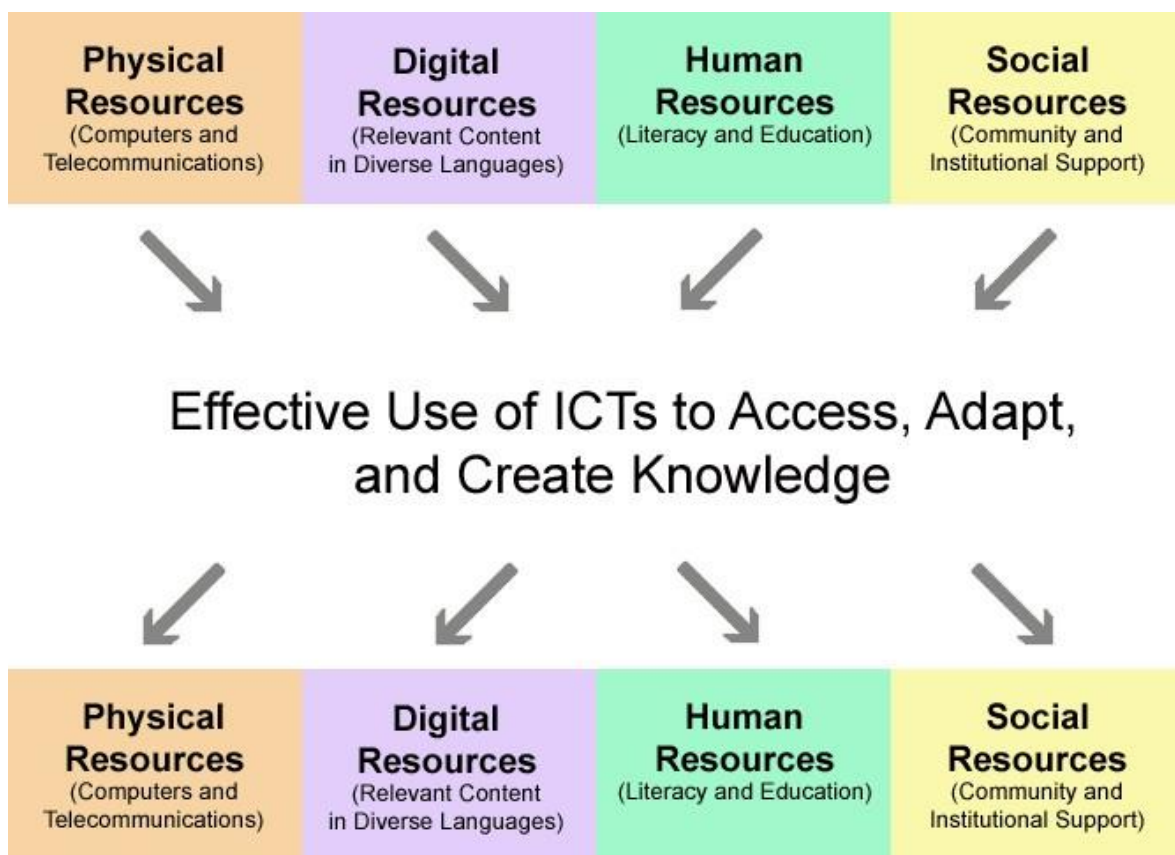 Physical
Resources
(Computers and
Telecommunications)
Digital
Resources
(Relevant Content
in Diverse Languages)
Human
Resources
(Literacy and Education)
Social
Resources
(Community and
Institutional Support)
Effective Use of ICTs to Access, Adapt,
and Create Knowledge
Physical
Resources
(Computers and
Telecommunications)
Digital
Resources
(Relevant Content
in Diverse Languages)
Human
Resources
(Literacy and Education)
Social
Resources
(Community and
Institutional Support)